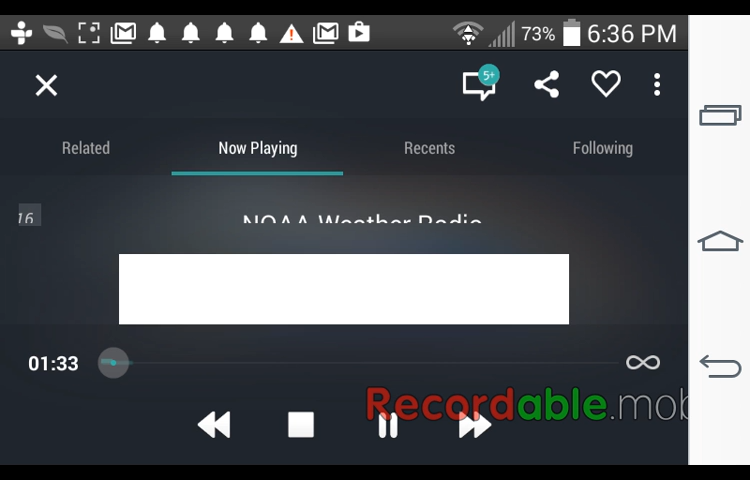 73% 6:36 PM
5+
Related Now Playing Recents Following
16
NOAA Weather Radio
01:33
Recordable.mob